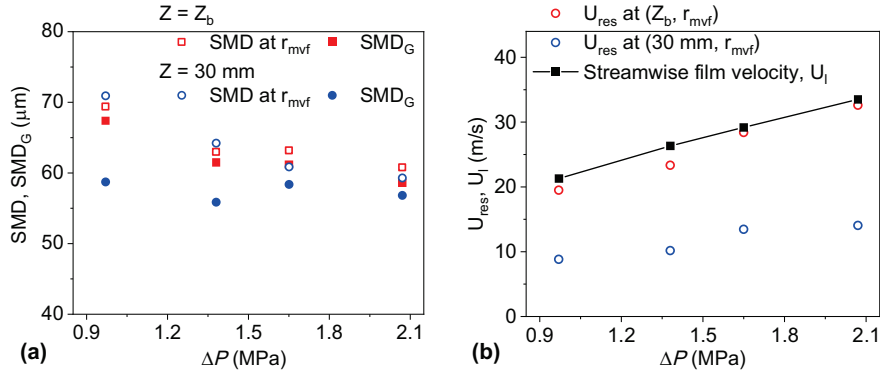 Z = Z_b
SMD at r_mvf SMD_G
Z = 30 mm
SMD at r_mvf SMD_G
SMD, SMD_G (μm)
80
70
60
50
40
0.9 1.2 1.5 1.8 2.1
(a) ΔP (MPa)
U_res at (Z_b, r_mvf)
U_res at (30 mm, r_mvf)
Streamwise film velocity, U_l
U_res, U_l (m/s)
40
30
20
10
0
0.9 1.2 1.5 1.8 2.1
(b) ΔP (MPa)